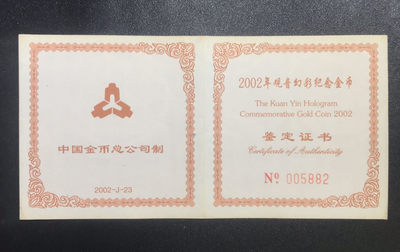 中国金币总公司制
2002-J-23
2002年观音幻彩纪念金币
The Kuan Yin Hologram
Commemorative Gold Coin 2002
鉴定证书
Certificate of Authenticity
Nº 005882